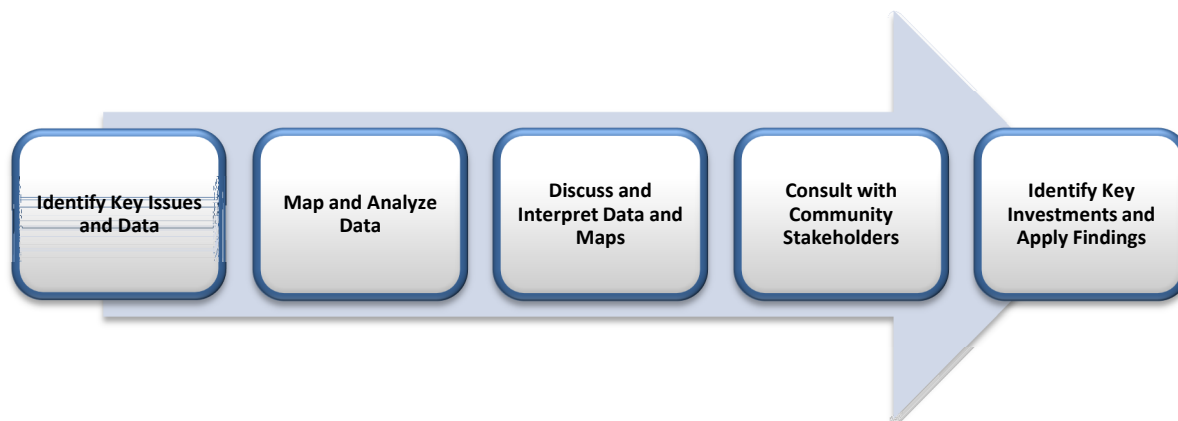 Identify Key Issues
and Data
Map and Analyze
Data
Discuss and
Interpret Data and
Maps
Consult with
Community
Stakeholders
Identify Key
Investments and
Apply Findings